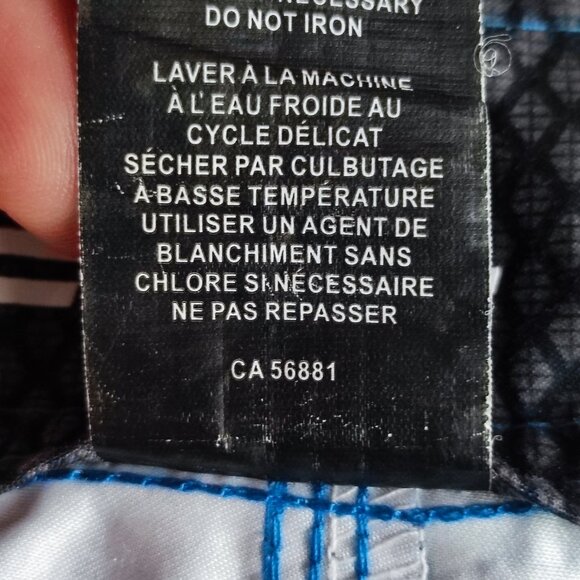 NECESSARY
DO NOT IRON
LAVER À LA MACHINE
À L'EAU FROIDE AU
CYCLE DÉLICAT
SÉCHER PAR CULBUTAGE
À BASSE TEMPÉRATURE
UTILISER UN AGENT DE
BLANCHIMENT SANS
CHLORE SI NÉCESSAIRE
NE PAS REPASSER
CA 56881